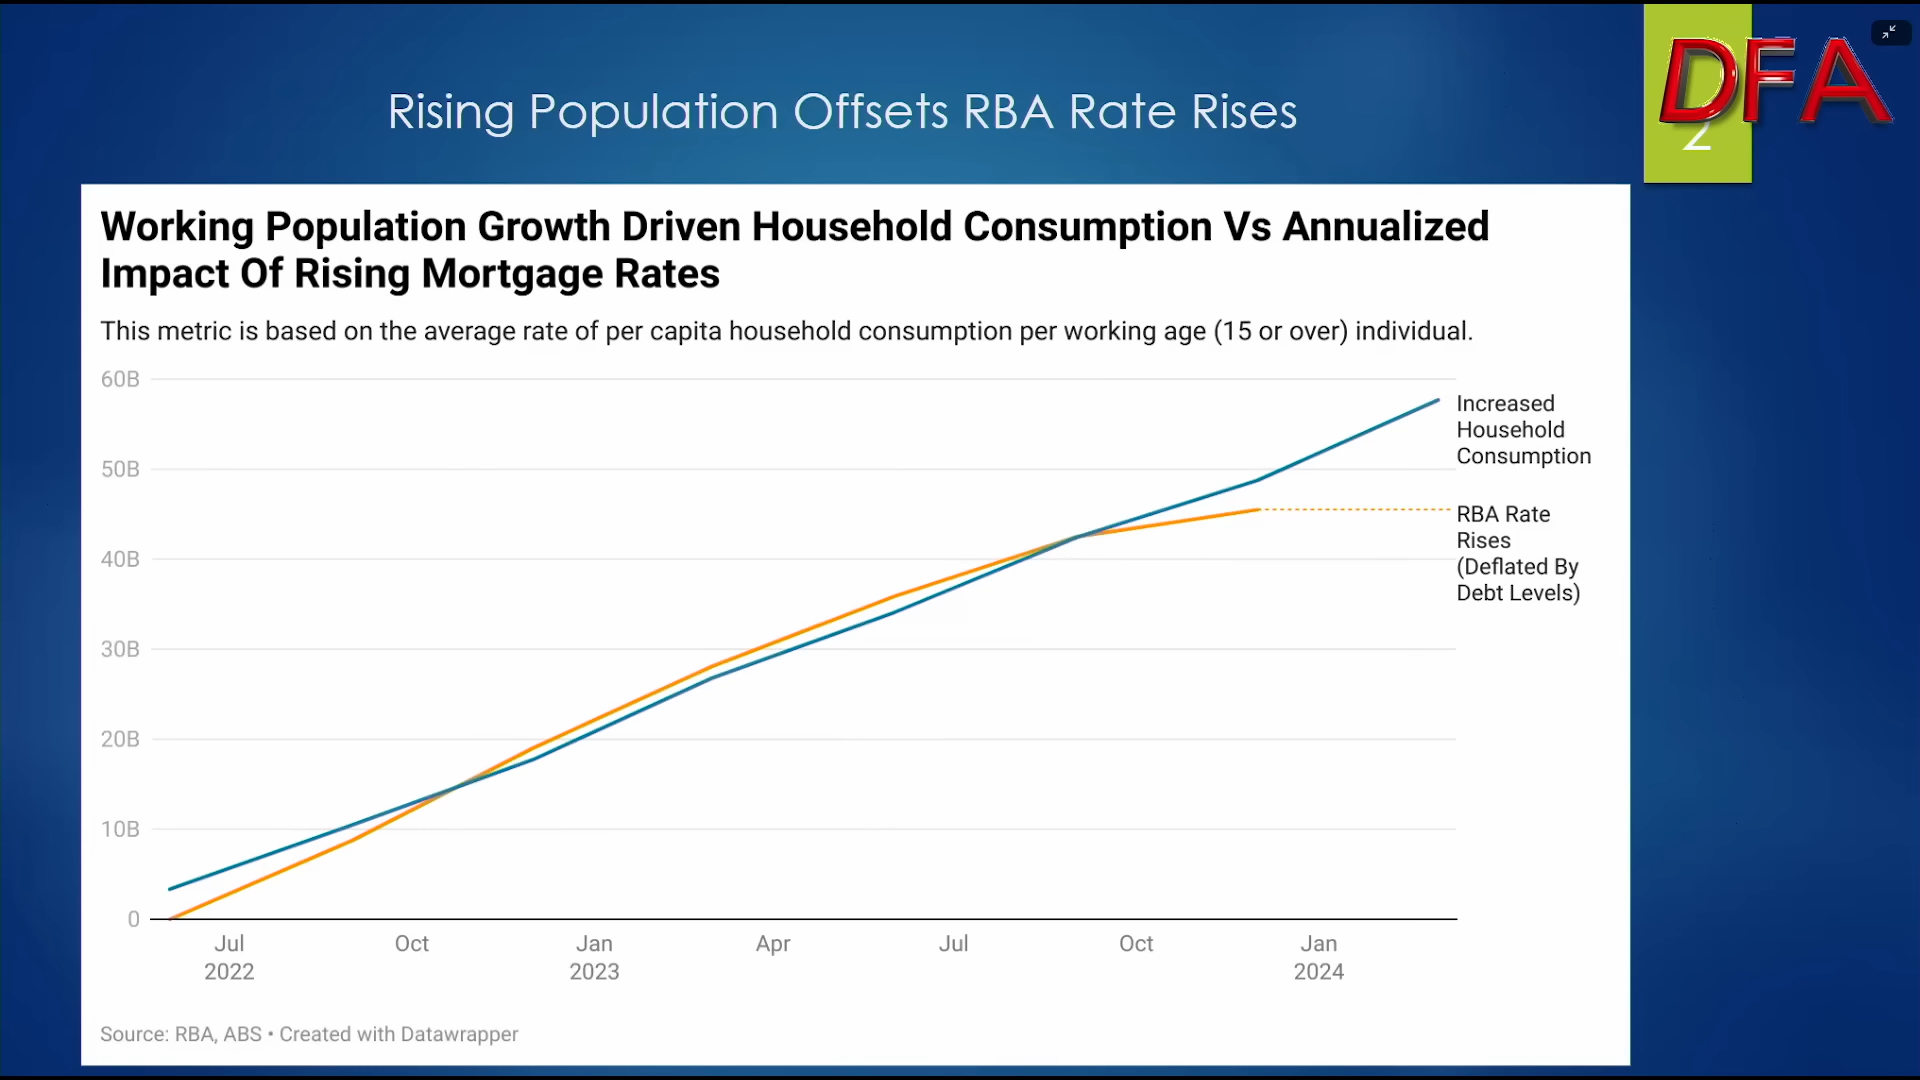 Rising Population Offsets RBA Rate Rises
DFA
2
Working Population Growth Driven Household Consumption Vs Annualized
Impact Of Rising Mortgage Rates
This metric is based on the average rate of per capita household consumption per working age (15 or over) individual.
60B
50B
40B
30B
20B
10B
0
Increased
Household
Consumption
RBA Rate
Rises
(Deflated By
Debt Levels)
Jul Oct Jan Apr Jul Oct Jan
2022 2023 2024
Source: RBA, ABS • Created with Datawrapper